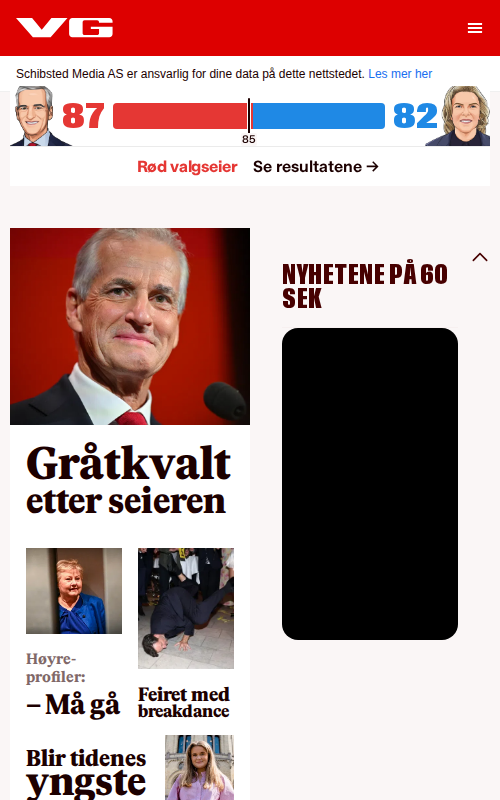 VG
Schibsted Media AS er ansvarlig for dine data på dette nettstedet. Les mer her
87
82
85
Rød valgseier Se resultatene →
NYHETENE PÅ 60
SEK
Gråtkvalt
etter seieren
Høyre-
profiler:
– Må gå
Feiret med
breakdance
Blir tidenes
yngste